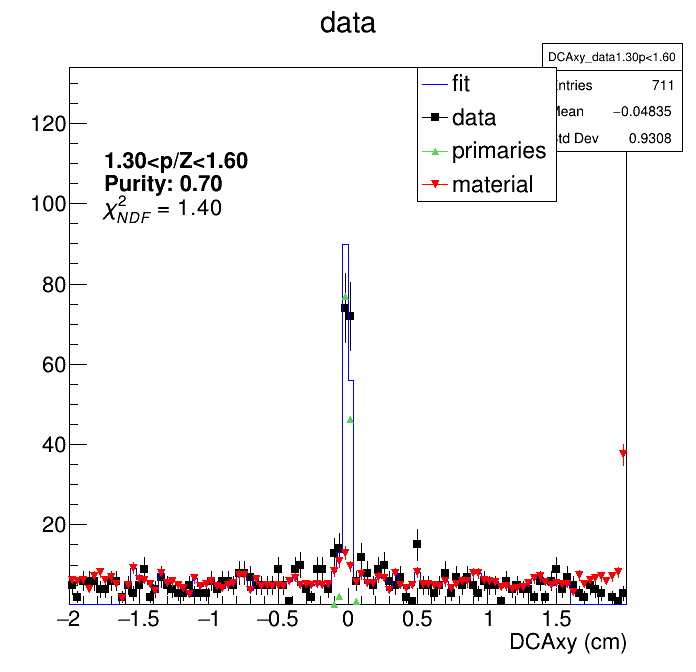 data
DCAxy_data1.30p<1.60
ntries 711
Mean −0.04835
td Dev 0.9308
fit
data
primaries
material
1.30<p/Z<1.60
Purity: 0.70
χ²_NDF = 1.40
120
100
80
60
40
20
−2 −1.5 −1 −0.5 0 0.5 1 1.5
DCAxy (cm)